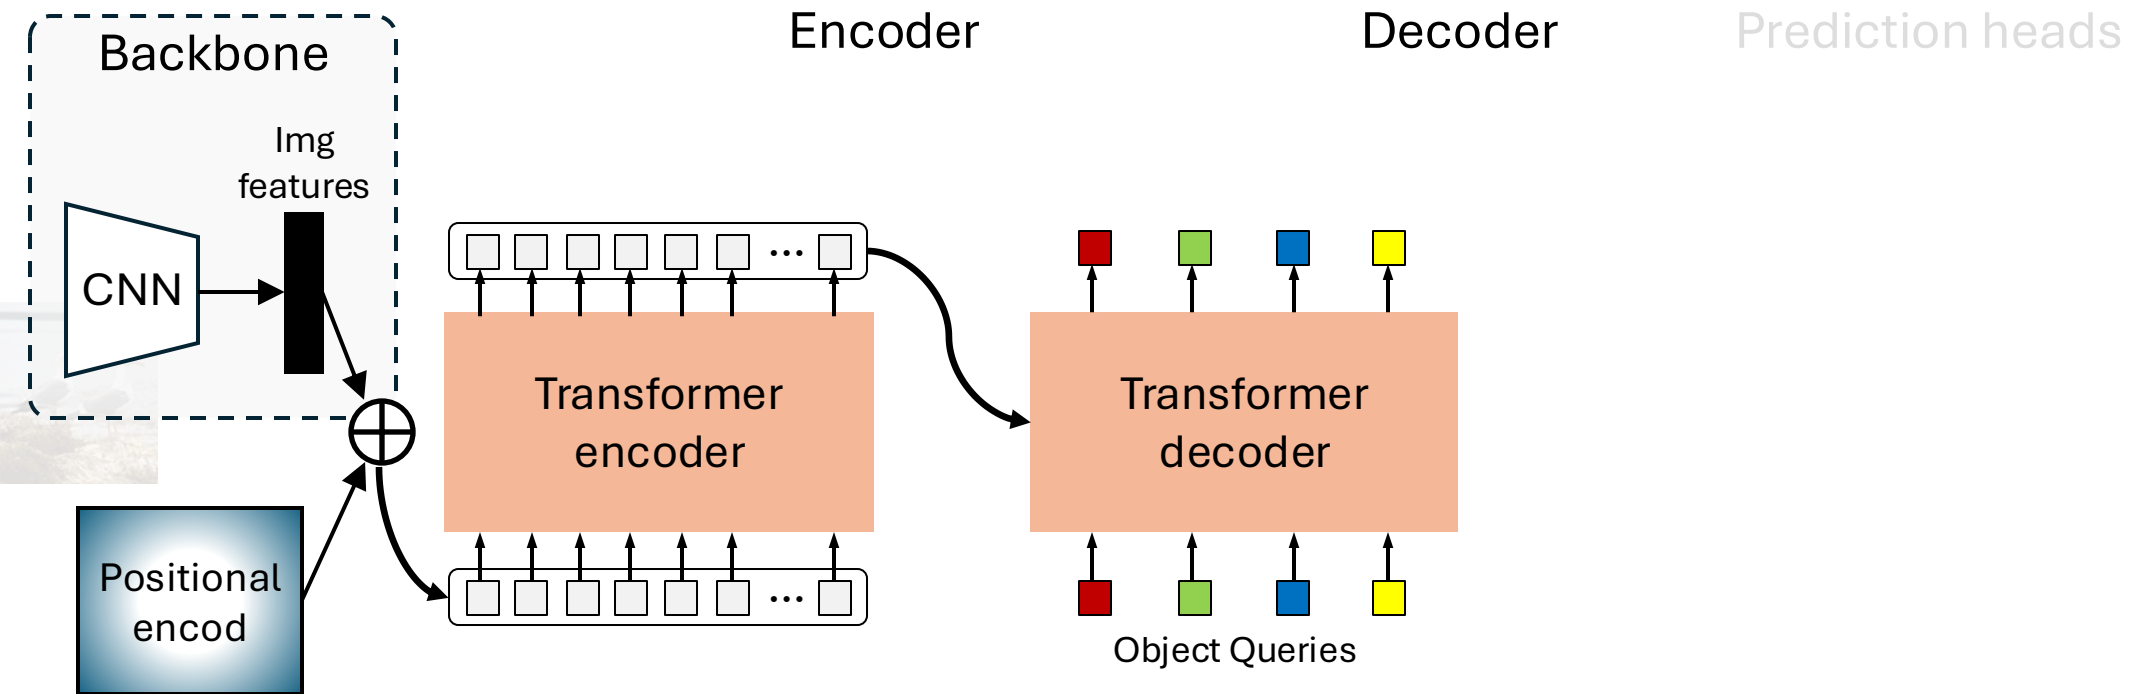 Backbone
Encoder
Decoder
Prediction heads
Img
features
CNN
...
Transformer
encoder
Transformer
decoder
Positional
encod
...
Object Queries